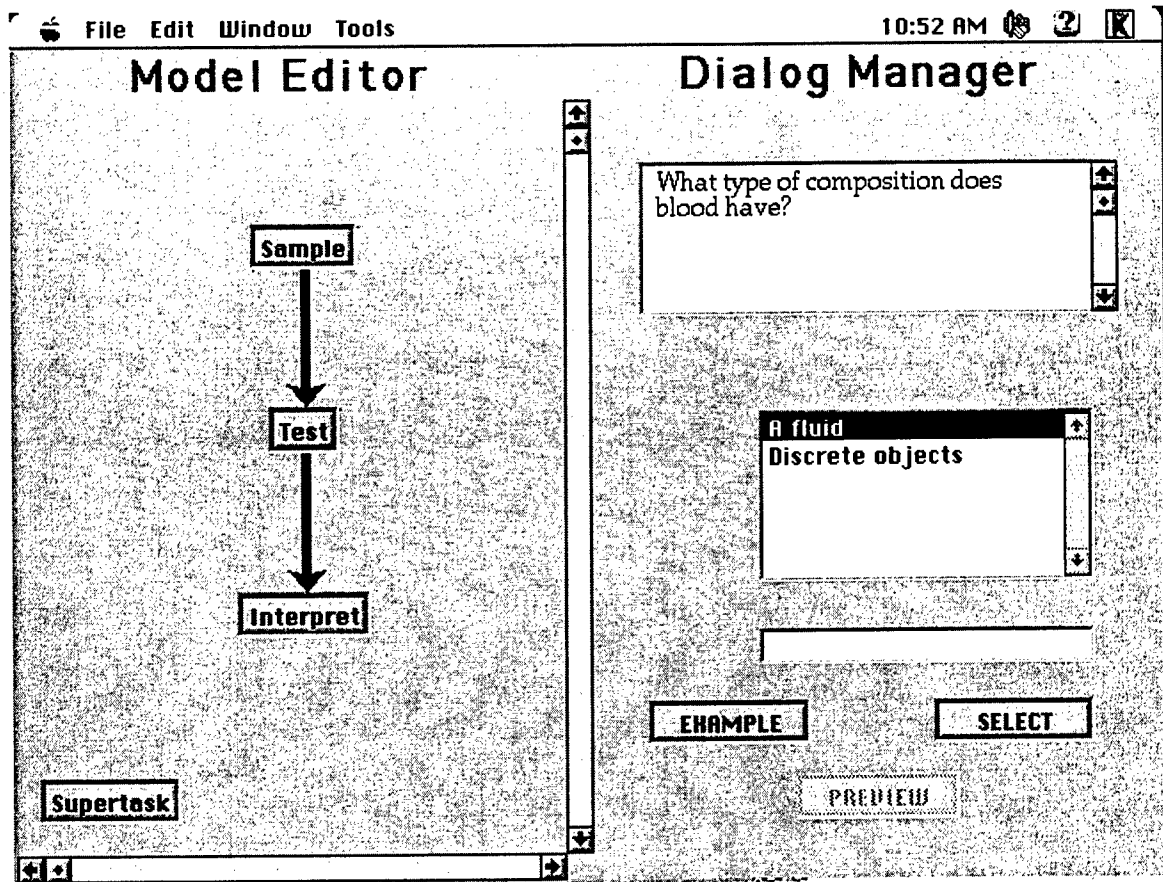 File Edit Window Tools 10:52 AM
Model Editor
Sample
Test
Interpret
Supertask
Dialog Manager
What type of composition does
blood have?
A fluid
Discrete objects
EXAMPLE SELECT
PREVIEW